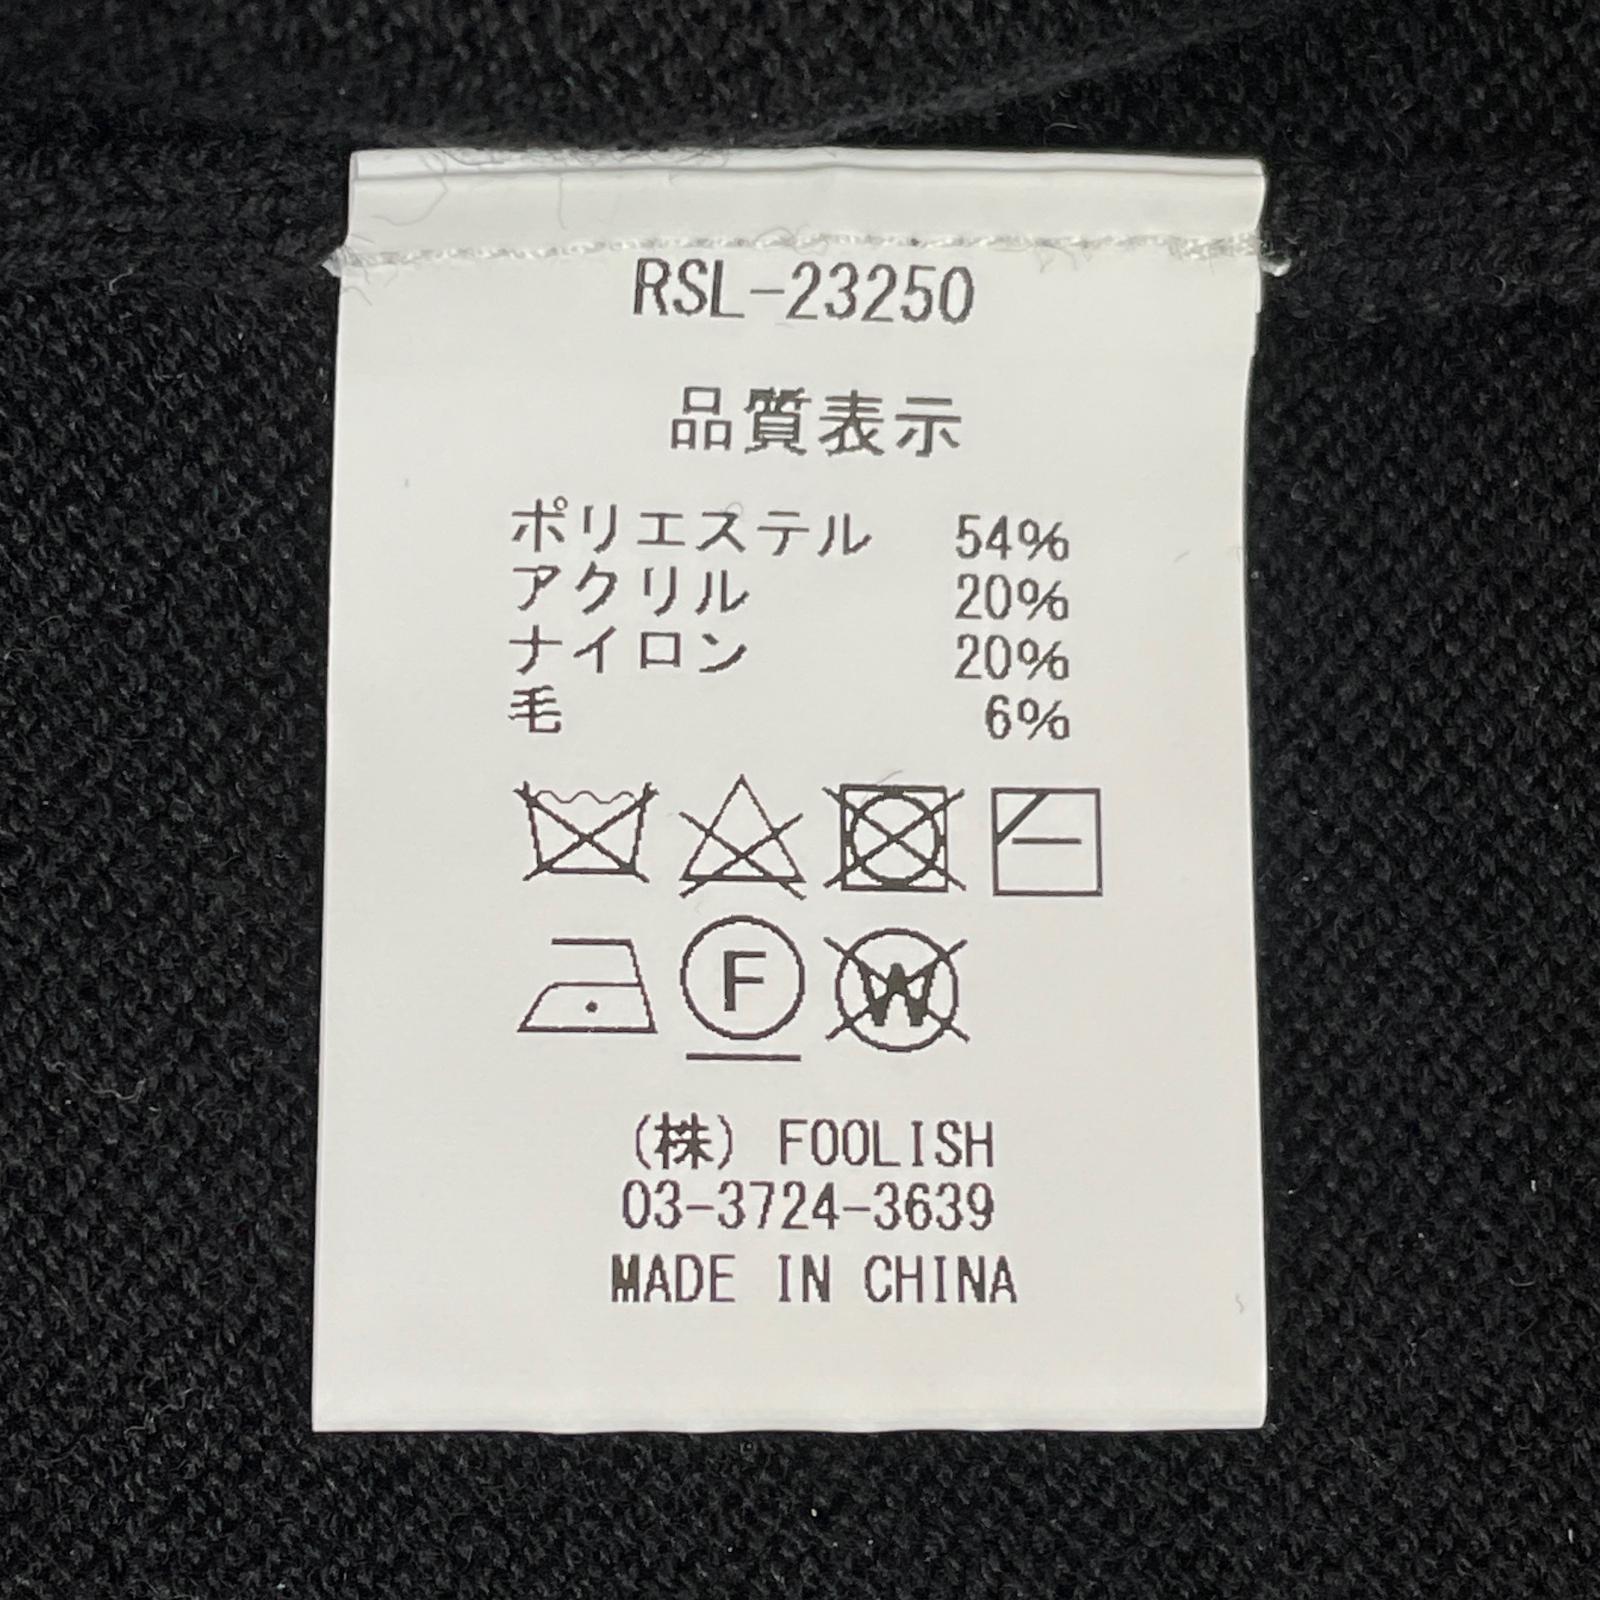 RSL-23250
品質表示
ポリエステル 54%
アクリル 20%
ナイロン 20%
毛 6%
F W
(株) FOOLISH
03-3724-3639
MADE IN CHINA